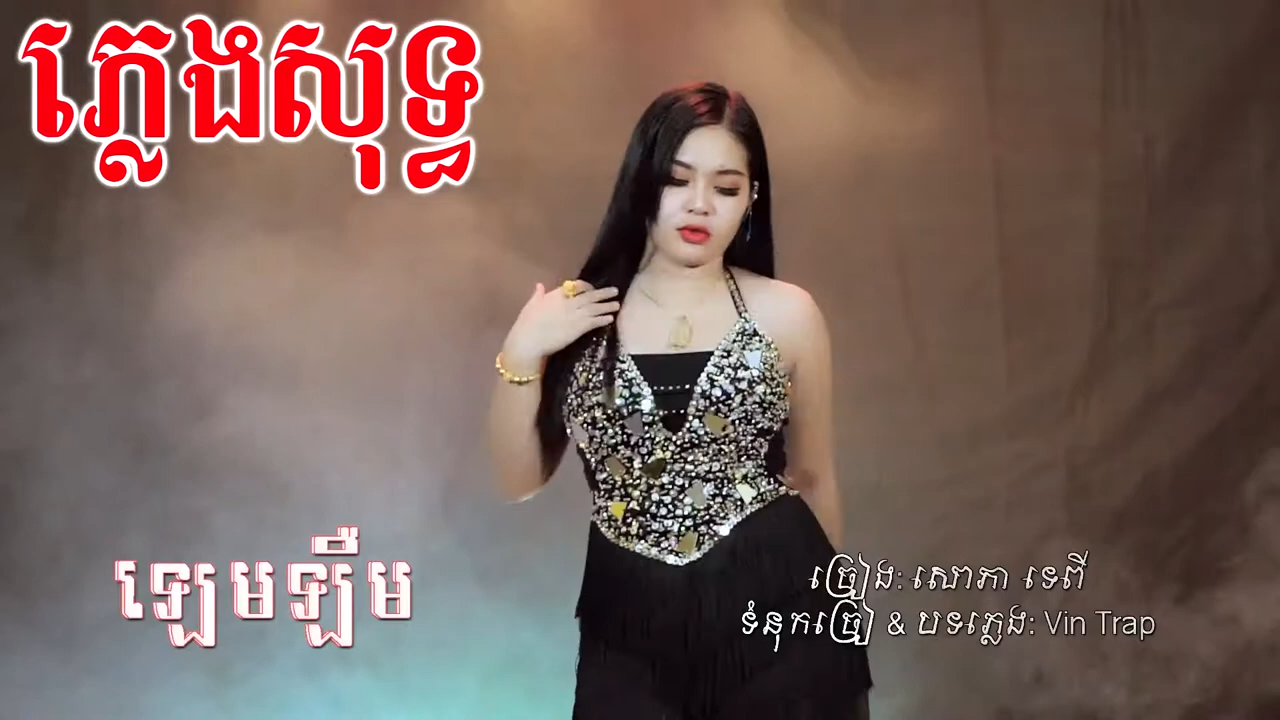 ភ្លេងសុទ្ធ
ឡេមឡឺម
ច្រៀង: សោភា ទេពី
ទំនុកច្រៀ & បទភ្លេង: Vin Trap